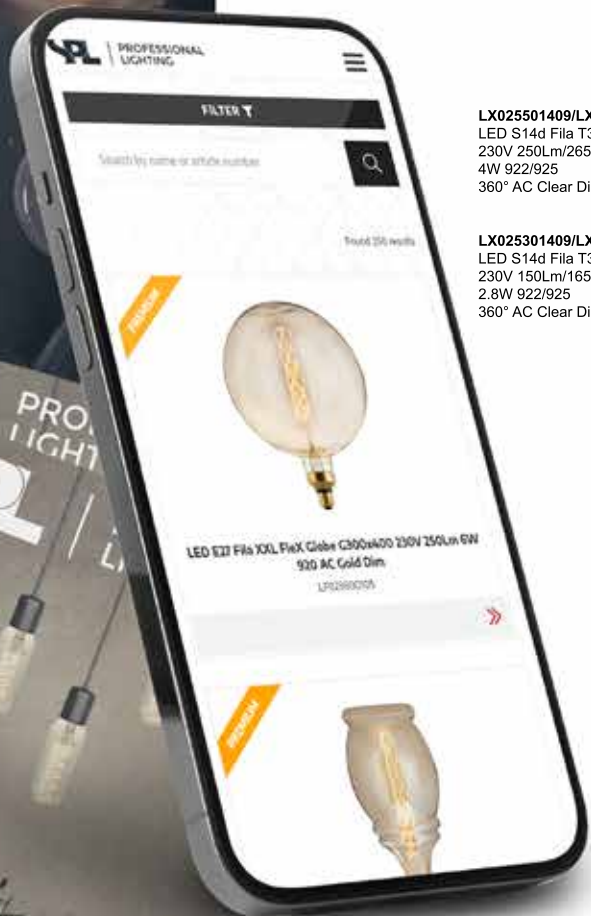 SPL
PROFESSIONAL
LIGHTING
FILTER
Search by name or article number
Found 250 results
PREMIUM
LED E27 Fila XXL FleX Globe G300x400 230V 250Lm 6W
920 AC Gold Dim
PREMIUM
LX025501409/LX
LED S14d Fila T3
230V 250Lm/265
4W 922/925
360° AC Clear Di
LX025301409/LX
LED S14d Fila T3
230V 150Lm/165
2.8W 922/925
360° AC Clear Di
PRO
LIGHT